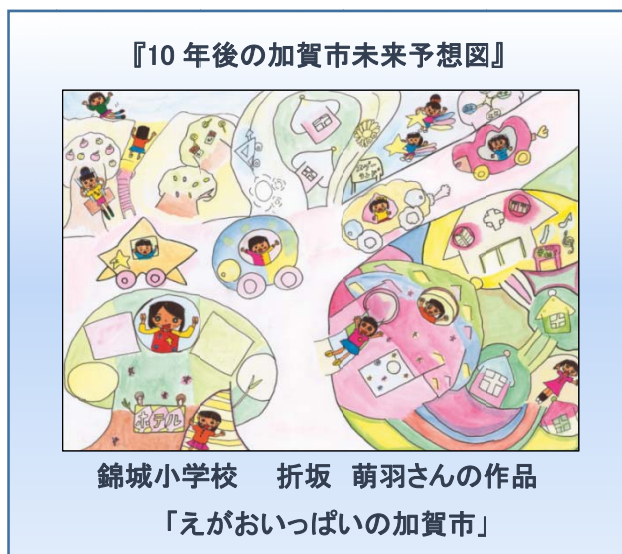 『10年後の加賀市未来予想図』
ホテル
錦城小学校　折坂　萌羽さんの作品
「えがおいっぱいの加賀市」